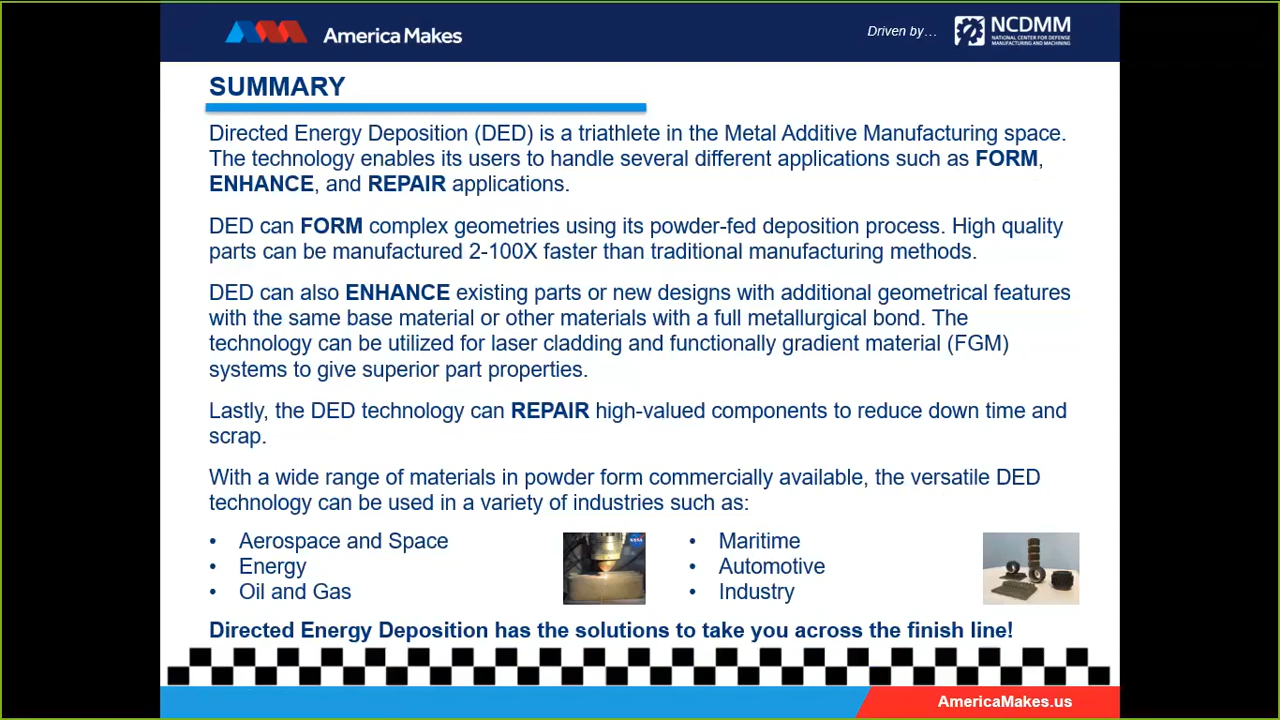 America Makes
Driven by…
NCDMM
NATIONAL CENTER FOR DEFENSE
MANUFACTURING AND MACHINING
SUMMARY
Directed Energy Deposition (DED) is a triathlete in the Metal Additive Manufacturing space.
The technology enables its users to handle several different applications such as FORM,
ENHANCE, and REPAIR applications.
DED can FORM complex geometries using its powder-fed deposition process. High quality
parts can be manufactured 2-100X faster than traditional manufacturing methods.
DED can also ENHANCE existing parts or new designs with additional geometrical features
with the same base material or other materials with a full metallurgical bond. The
technology can be utilized for laser cladding and functionally gradient material (FGM)
systems to give superior part properties.
Lastly, the DED technology can REPAIR high-valued components to reduce down time and
scrap.
With a wide range of materials in powder form commercially available, the versatile DED
technology can be used in a variety of industries such as:
• Aerospace and Space
• Energy
• Oil and Gas
NASA
• Maritime
• Automotive
• Industry
Directed Energy Deposition has the solutions to take you across the finish line!
AmericaMakes.us